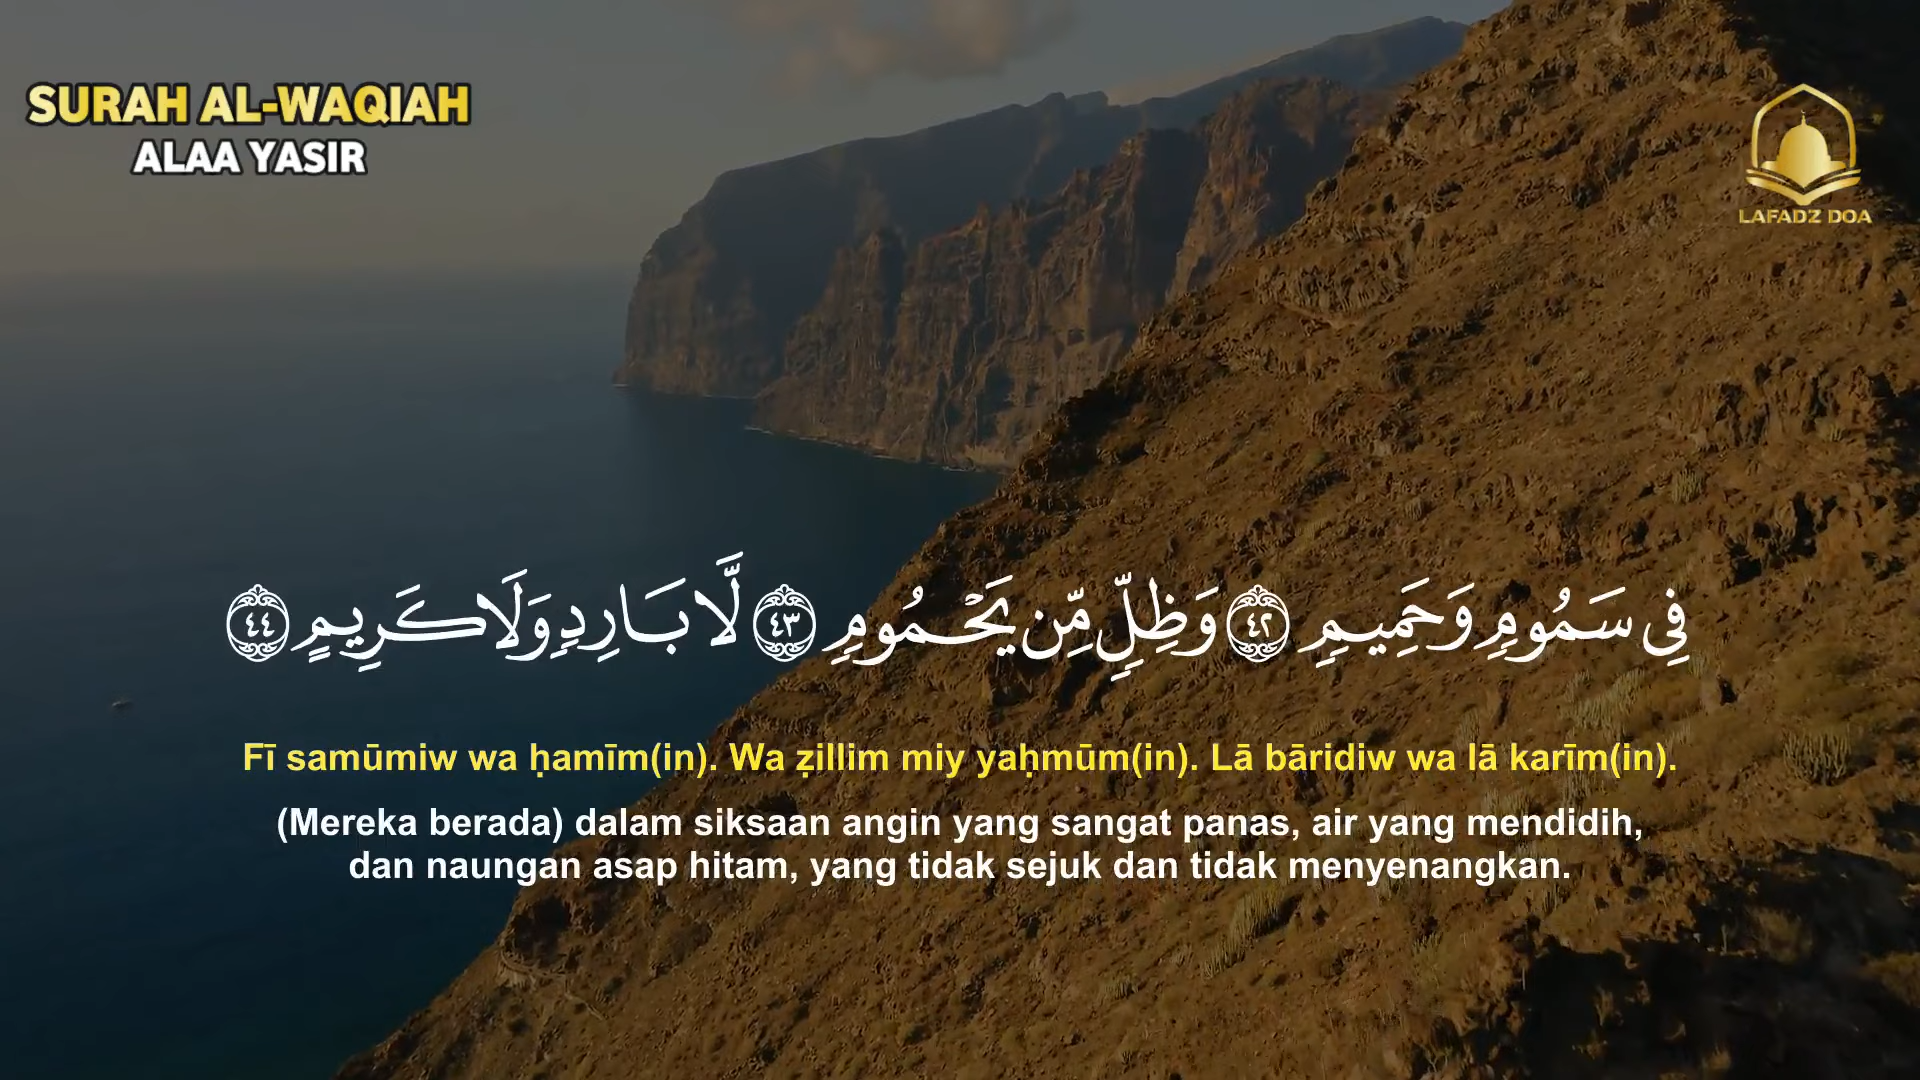 SURAH AL-WAQIAH
ALAA YASIR
LAFADZ DOA
فِي سَمُومٍ وَحَمِيمٍ ٤٢ وَظِلٍّ مِّن يَحْمُومٍ ٤٣ لَّا بَارِدٍ وَلَا كَرِيمٍ ٤٤
Fī samūmiw wa ḥamīm(in). Wa ẓillim miy yaḥmūm(in). Lā bāridiw wa lā karīm(in).
(Mereka berada) dalam siksaan angin yang sangat panas, air yang mendidih,
dan naungan asap hitam, yang tidak sejuk dan tidak menyenangkan.